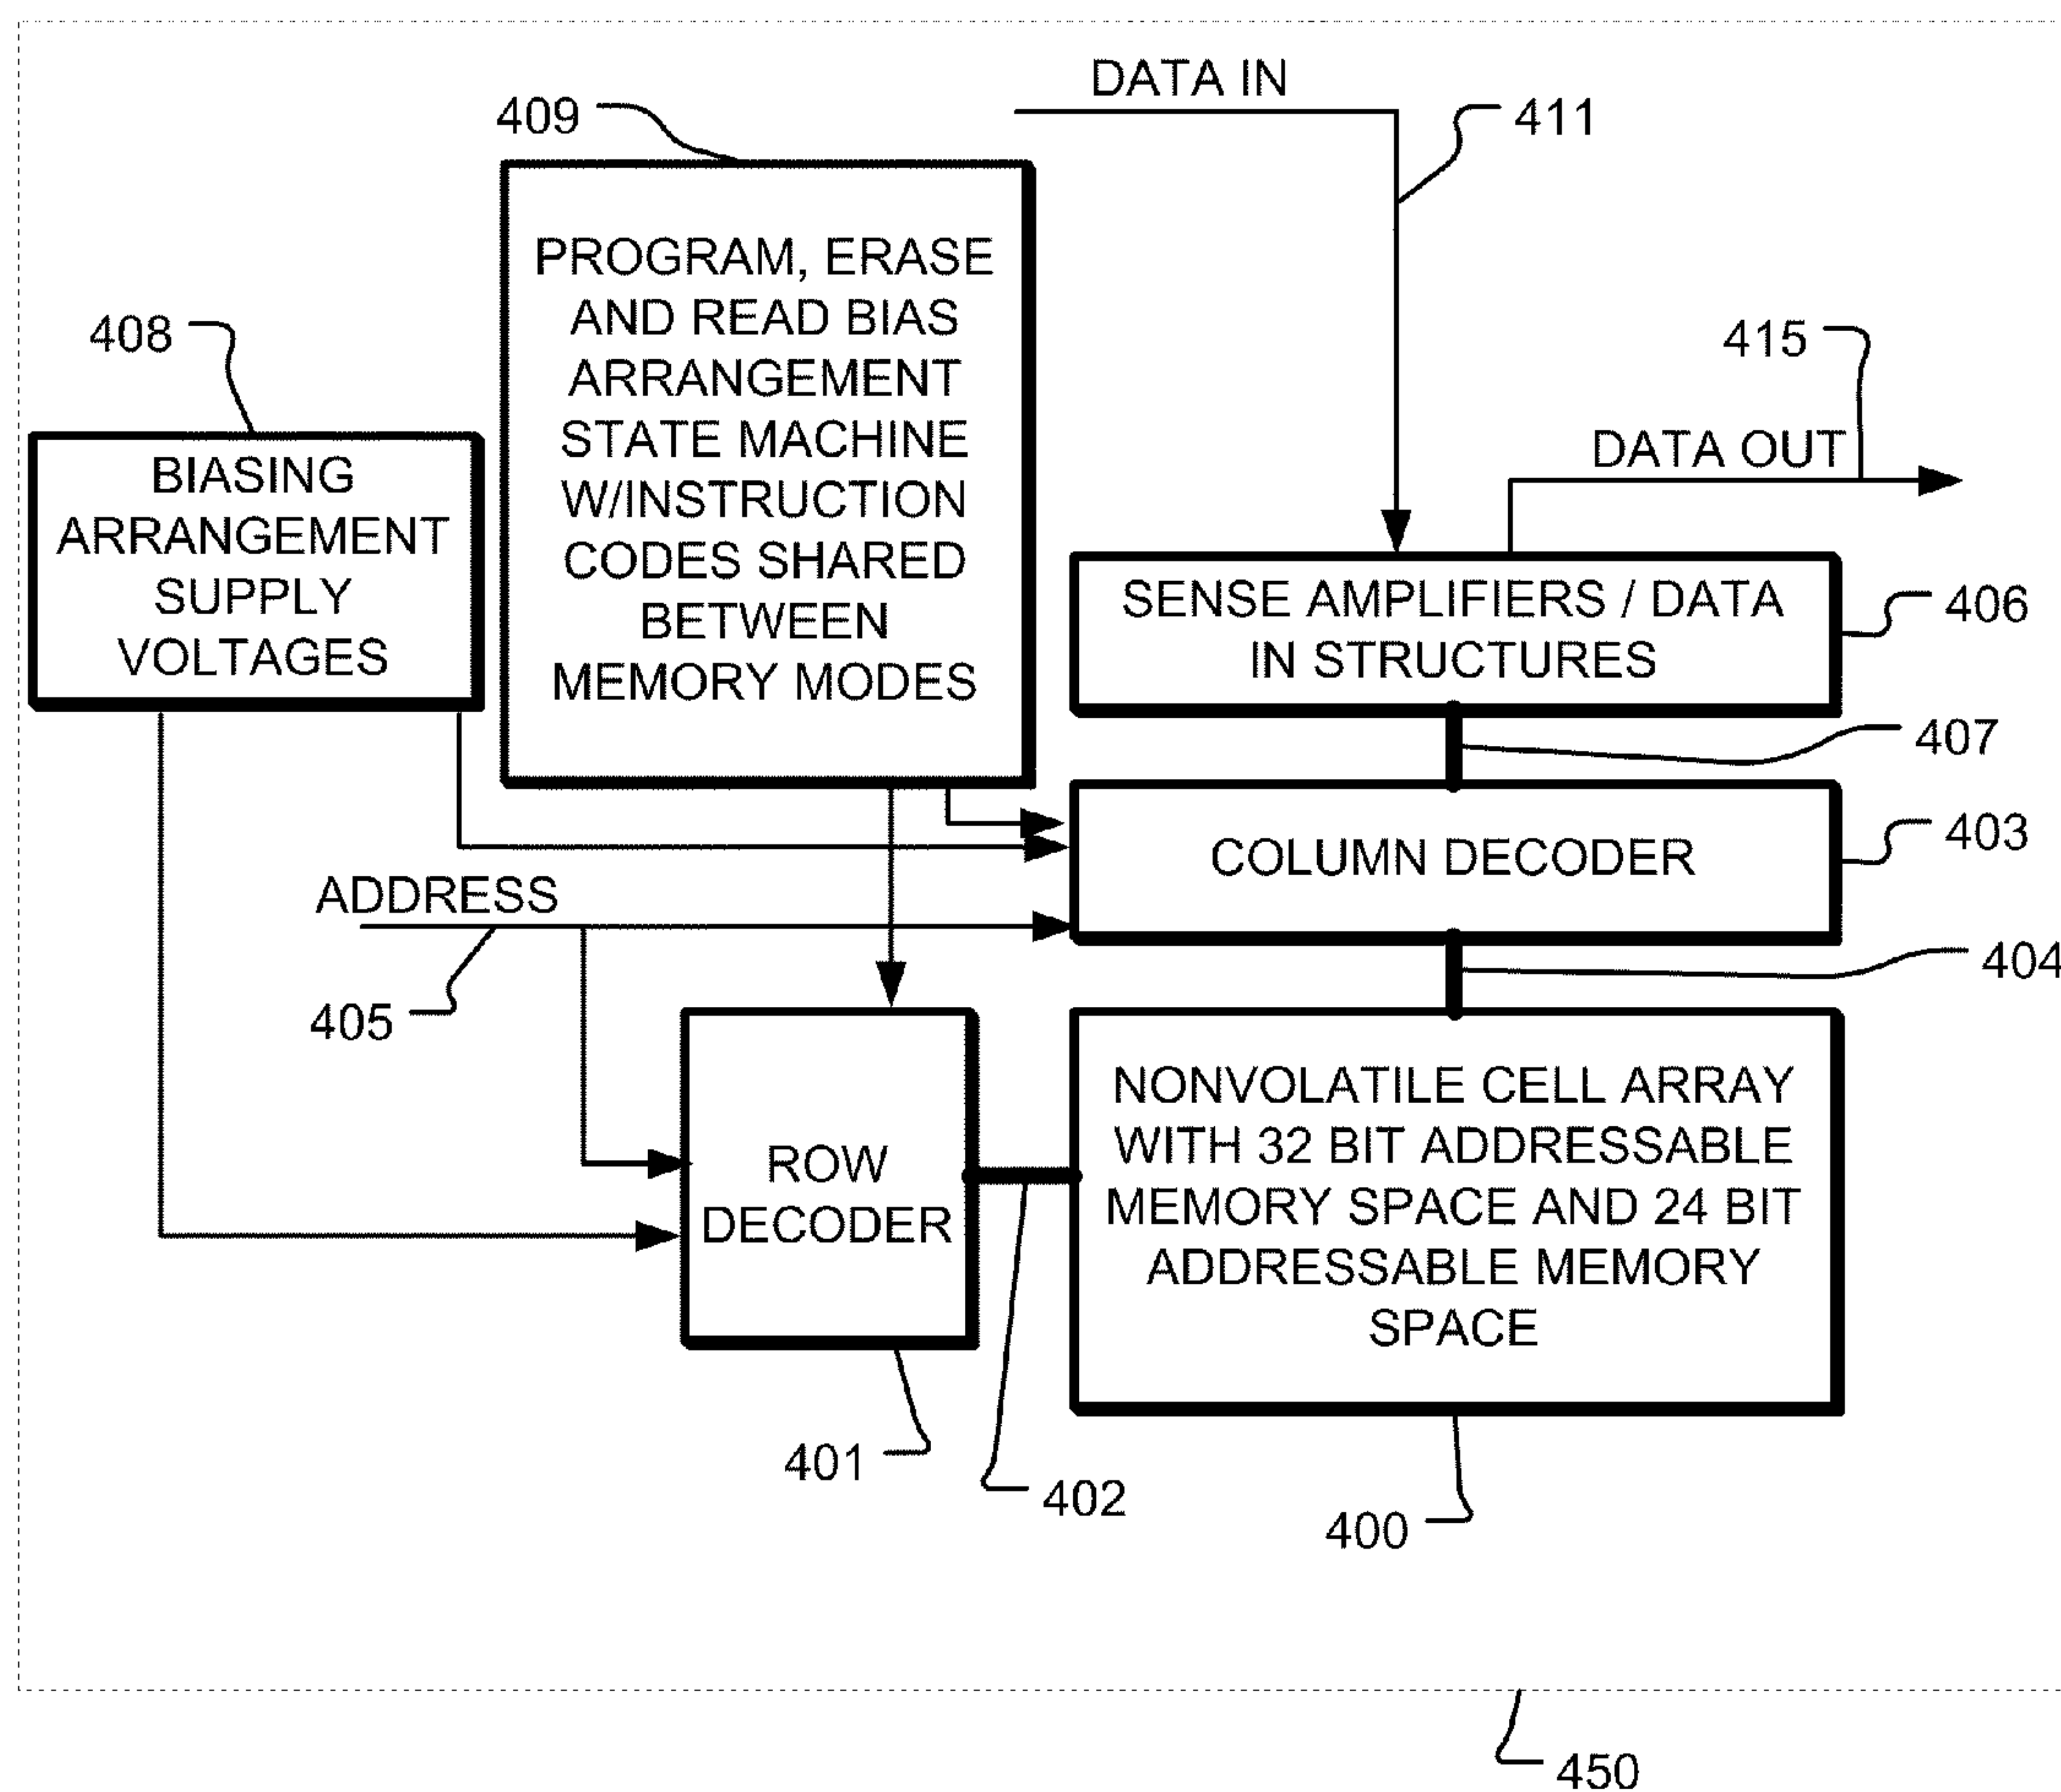 DATA IN
409
411
PROGRAM, ERASE
AND READ BIAS
ARRANGEMENT
STATE MACHINE
W/INSTRUCTION
CODES SHARED
BETWEEN
MEMORY MODES
408
415
BIASING
ARRANGEMENT
SUPPLY
VOLTAGES
DATA OUT
SENSE AMPLIFIERS / DATA
IN STRUCTURES
406
407
COLUMN DECODER
403
ADDRESS
404
405
ROW
DECODER
NONVOLATILE CELL ARRAY
WITH 32 BIT ADDRESSABLE
MEMORY SPACE AND 24 BIT
ADDRESSABLE MEMORY
SPACE
401
402
400
450